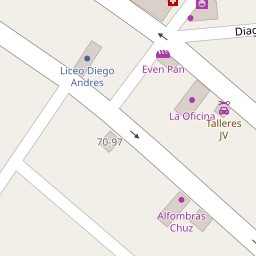 Diag
Even Pan
Liceo Diego
Andres
La Oficina
Talleres
JV
70-97
Alfombras
Chuz